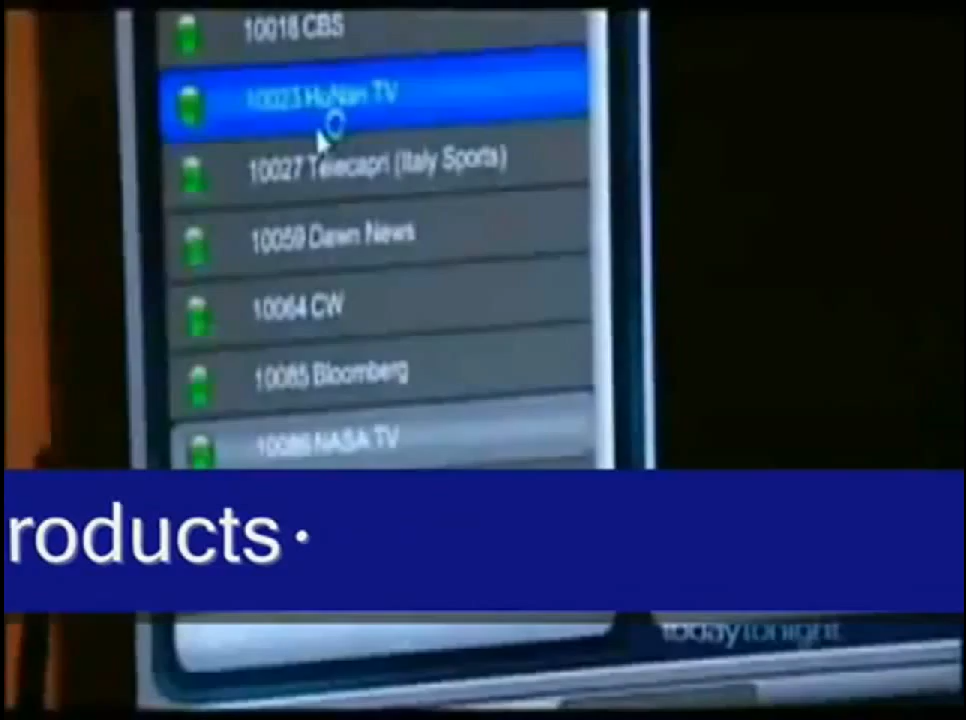 10018 CBS
10023 HuNan TV
10027 Telecapri (Italy Sports)
10059 Dawn News
10064 CW
10085 Bloomberg
10086 NASA TV
roducts·
todaytonight